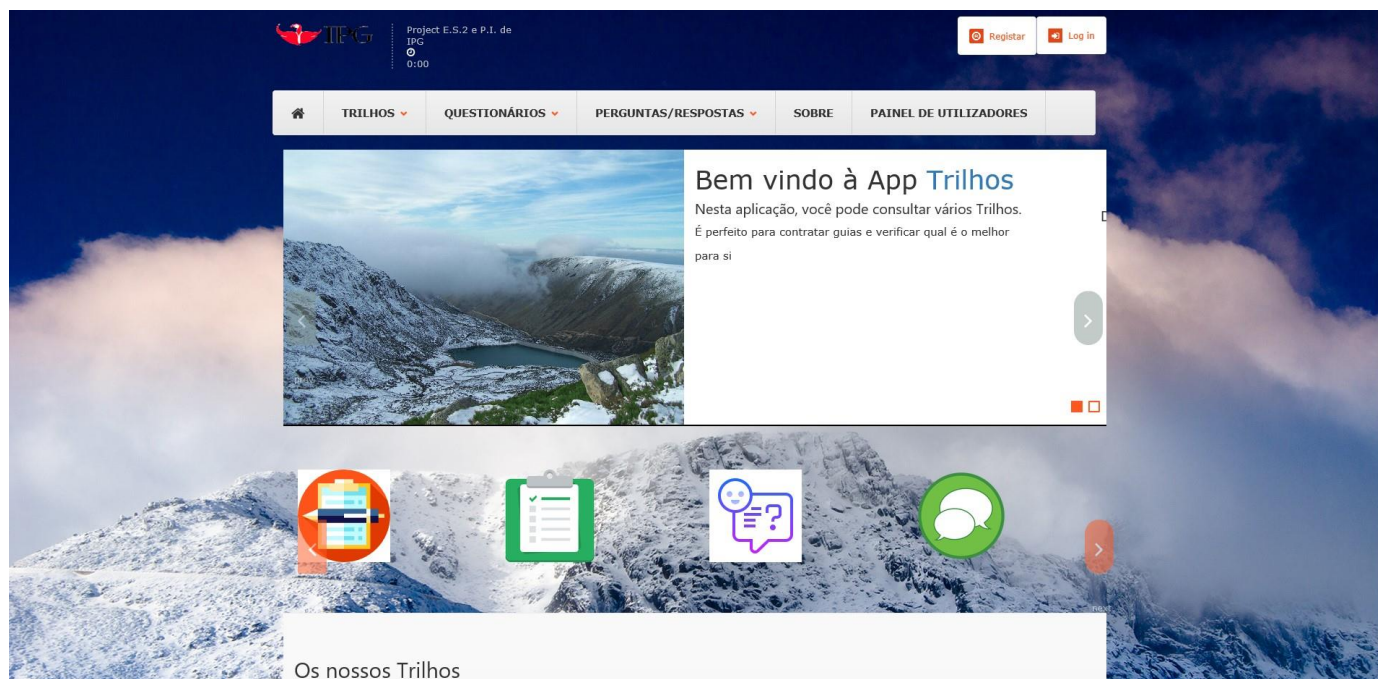 IPG
Project E.S.2 e P.I. de
IPG
0:00
Registar
Log in
TRILHOS
QUESTIONÁRIOS
PERGUNTAS/RESPOSTAS
SOBRE
PAINEL DE UTILIZADORES
Bem vindo à App Trilhos
Nesta aplicação, você pode consultar vários Trilhos.
É perfeito para contratar guias e verificar qual é o melhor
para si
?
next
Os nossos Trilhos